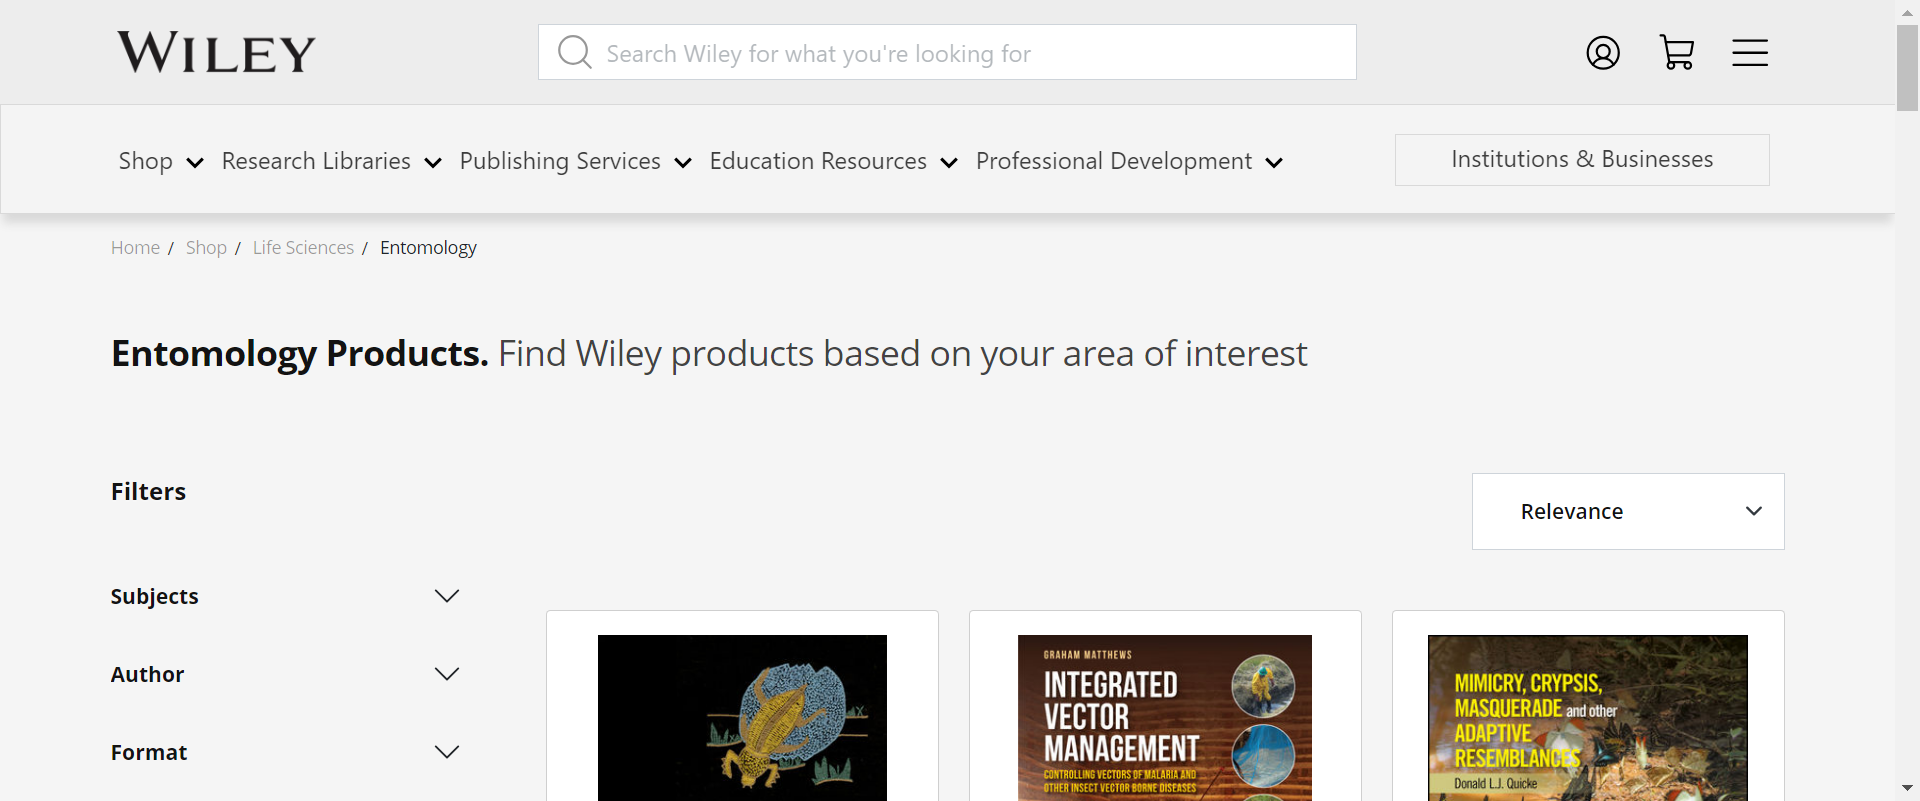 WILEY
Search Wiley for what you're looking for
Shop Research Libraries Publishing Services Education Resources Professional Development Institutions & Businesses
Home / Shop / Life Sciences / Entomology
Entomology Products. Find Wiley products based on your area of interest
Filters
Relevance
Subjects
Author
Format
GRAHAM MATTHEWS
INTEGRATED
VECTOR
MANAGEMENT
CONTROLLING VECTORS OF MALARIA AND
OTHER INSECT VECTOR BORNE DISEASES
MIMICRY, CRYPSIS,
MASQUERADE and other
ADAPTIVE
RESEMBLANCES
Donald L.J. Quicke